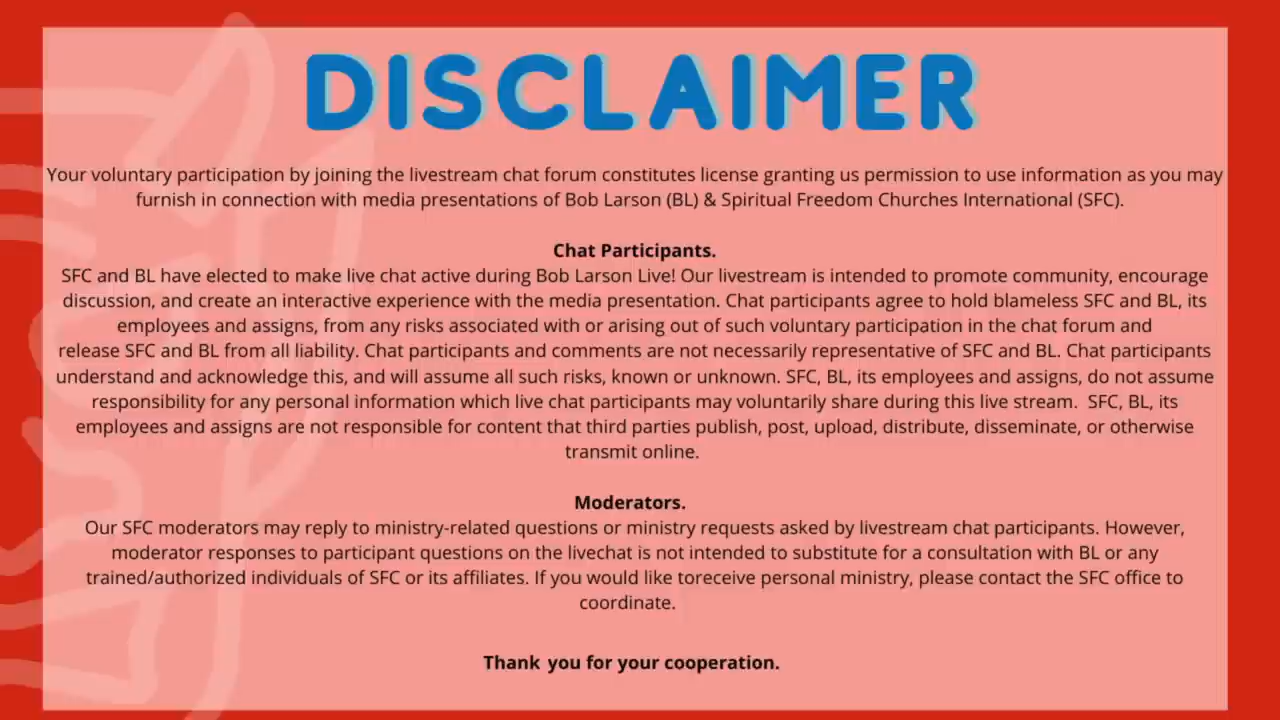 DISCLAIMER
Your voluntary participation by joining the livestream chat forum constitutes license granting us permission to use information as you may
furnish in connection with media presentations of Bob Larson (BL) & Spiritual Freedom Churches International (SFC).
Chat Participants.
SFC and BL have elected to make live chat active during Bob Larson Live! Our livestream is intended to promote community, encourage
discussion, and create an interactive experience with the media presentation. Chat participants agree to hold blameless SFC and BL, its
employees and assigns, from any risks associated with or arising out of such voluntary participation in the chat forum and
release SFC and BL from all liability. Chat participants and comments are not necessarily representative of SFC and BL. Chat participants
understand and acknowledge this, and will assume all such risks, known or unknown. SFC, BL, its employees and assigns, do not assume
responsibility for any personal information which live chat participants may voluntarily share during this live stream.  SFC, BL, its
employees and assigns are not responsible for content that third parties publish, post, upload, distribute, disseminate, or otherwise
transmit online.
Moderators.
Our SFC moderators may reply to ministry-related questions or ministry requests asked by livestream chat participants. However,
moderator responses to participant questions on the livechat is not intended to substitute for a consultation with BL or any
trained/authorized individuals of SFC or its affiliates. If you would like toreceive personal ministry, please contact the SFC office to
coordinate.
Thank you for your cooperation.